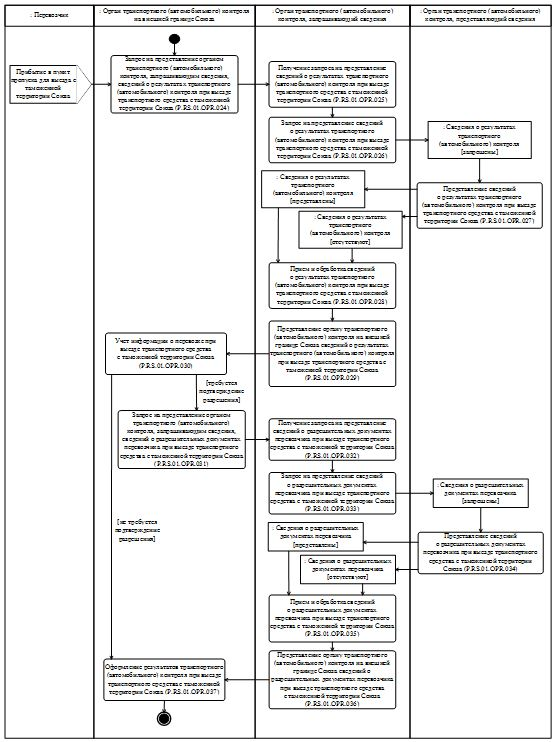 : Перевозчик
: Орган транспортного (автомобильного) контроля
на внешней границе Союза
: Орган транспортного (автомобильного)
контроля, запрашивающий сведения
: Орган транспортного (автомобильного)
контроля, представляющий сведения
Прибытие в пункт
пропуска для выезда с
таможенной
территории Союза
Запрос на представление органом
транспортного (автомобильного)
контроля, запрашивающим сведения,
сведений о результатах транспортного
(автомобильного) контроля при въезде
транспортного средства с таможенной
территории Союза (P.RS.01.OPR.024)
Получение запроса на представление
сведений о результатах транспортного
(автомобильного) контроля при въезде
транспортного средства с таможенной
территории Союза (P.RS.01.OPR.025)
Запрос на представление сведений
о результатах транспортного
(автомобильного) контроля при въезде
транспортного средства с таможенной
территории Союза (P.RS.01.OPR.026)
: Сведения о результатах
транспортного
(автомобильного) контроля
[запрошены]
Представление сведений
о результатах транспортного
(автомобильного) контроля при въезде
транспортного средства с таможенной
территории Союза (P.RS.01.OPR.027)
: Сведения о результатах
транспортного
(автомобильного) контроля
[представлены]
: Сведения о результатах
транспортного
(автомобильного) контроля
[отсутствуют]
Прием и обработка сведений
о результатах транспортного
(автомобильного) контроля при въезде
транспортного средства с таможенной
территории Союза (P.RS.01.OPR.028)
Представление органу транспортного
(автомобильного) контроля на внешней
границе Союза сведений о результатах
транспортного (автомобильного) контроля
при въезде транспортного средства с
таможенной территории Союза
(P.RS.01.OPR.029)
Учет информации о перевозке при
выезде транспортного средства
с таможенной территории Союза
(P.RS.01.OPR.030)
[требуется
подтверждение
разрешения]
Запрос на представление органом
транспортного (автомобильного)
контроля, запрашивающим сведения,
сведений о разрешительных документах
перевозчика при выезде транспортного
средства с таможенной территории Союза
(P.RS.01.OPR.031)
Получение запроса на представление
сведений о разрешительных документах
перевозчика при выезде транспортного
средства с таможенной территории Союза
(P.RS.01.OPR.032)
Запрос на представление сведений
о разрешительных документах
перевозчика при выезде транспортного
средства с таможенной территории Союза
(P.RS.01.OPR.033)
: Сведения о разрешительных
документах перевозчика
[запрошены]
[не требуется
подтверждение
разрешения]
Представление сведений
о разрешительных документах
перевозчика при выезде транспортного
средства с таможенной территории
Союза (P.RS.01.OPR.034)
: Сведения о разрешительных
документах перевозчика
[представлены]
: Сведения о разрешительных
документах перевозчика
[отсутствуют]
Прием и обработка сведений
о разрешительных документах
перевозчика при выезде транспортного
средства с таможенной территории Союза
(P.RS.01.OPR.035)
Представление органу транспортного
(автомобильного) контроля на внешней
границе Союза сведений о
разрешительных документах перевозчика
при выезде транспортного средства
с таможенной территории Союза
(P.RS.01.OPR.036)
Оформление результатов транспортного
(автомобильного) контроля при выезде
транспортного средства с таможенной
территории Союза (P.RS.01.OPR.037)